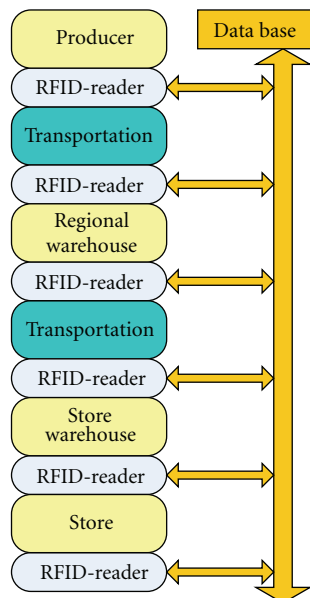 Producer
Data base
RFID-reader
Transportation
RFID-reader
Regional
warehouse
RFID-reader
Transportation
RFID-reader
Store
warehouse
RFID-reader
Store
RFID-reader